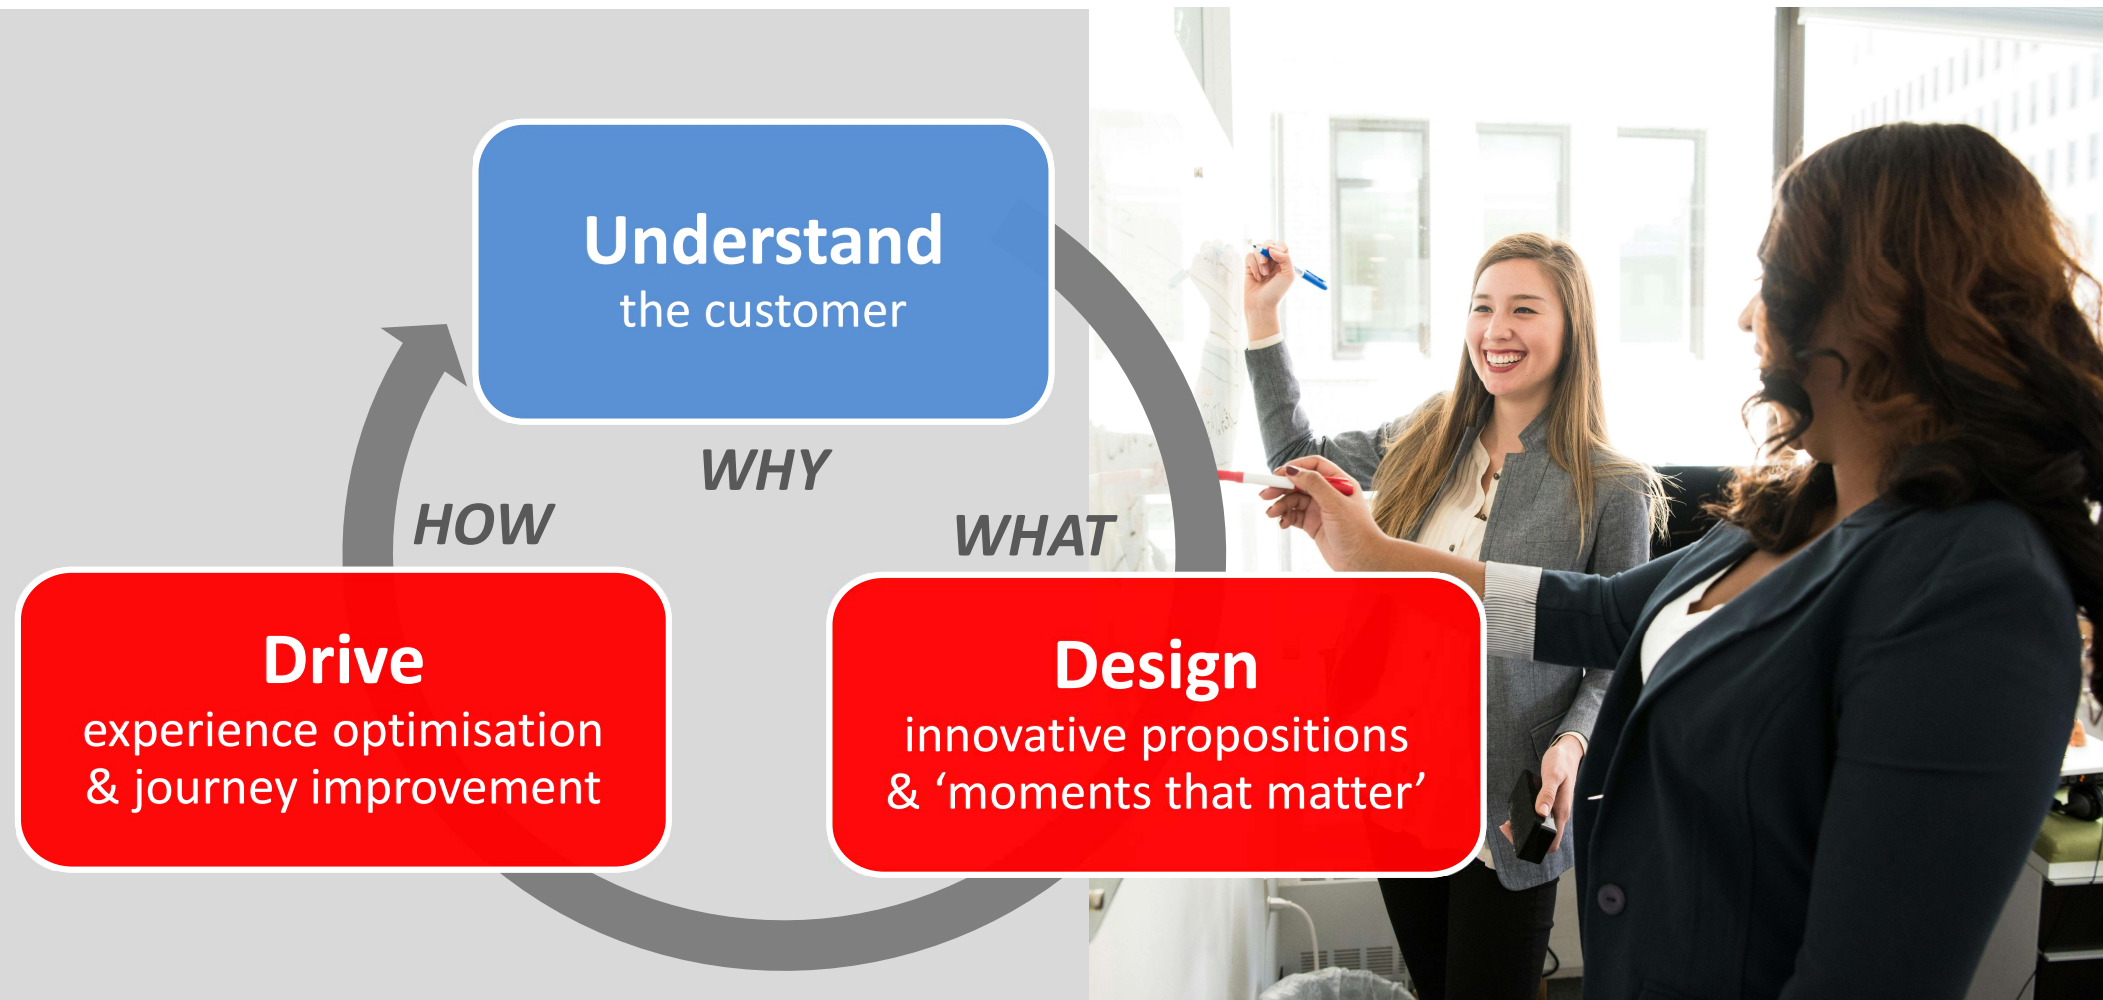 Understand
the customer
WHY
HOW
WHAT
Drive
experience optimisation
& journey improvement
Design
innovative propositions
& ‘moments that matter’